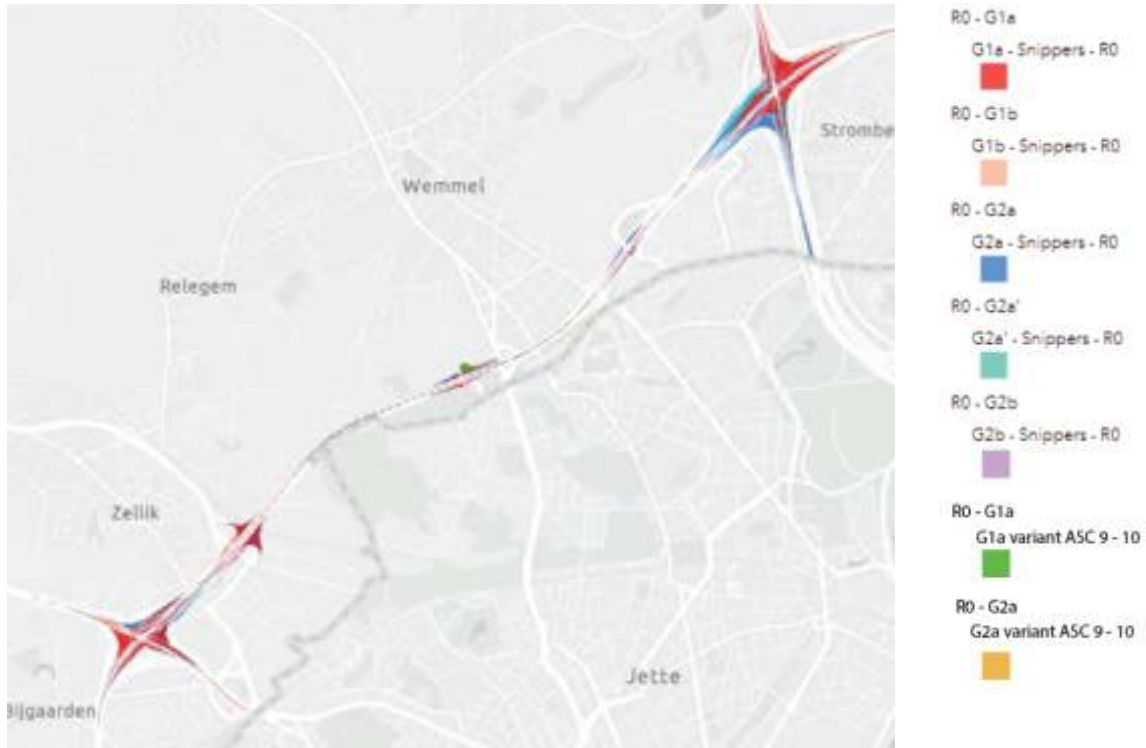 Strombe
Wemmel
Relegem
Zellik
Jette
Bijgaarden
R0 - G1a
G1a - Snippers - R0
R0 - G1b
G1b - Snippers - R0
R0 - G2a
G2a - Snippers - R0
R0 - G2a'
G2a' - Snippers - R0
R0 - G2b
G2b - Snippers - R0
R0 - G1a
G1a variant ASC 9 - 10
R0 - G2a
G2a variant ASC 9 - 10